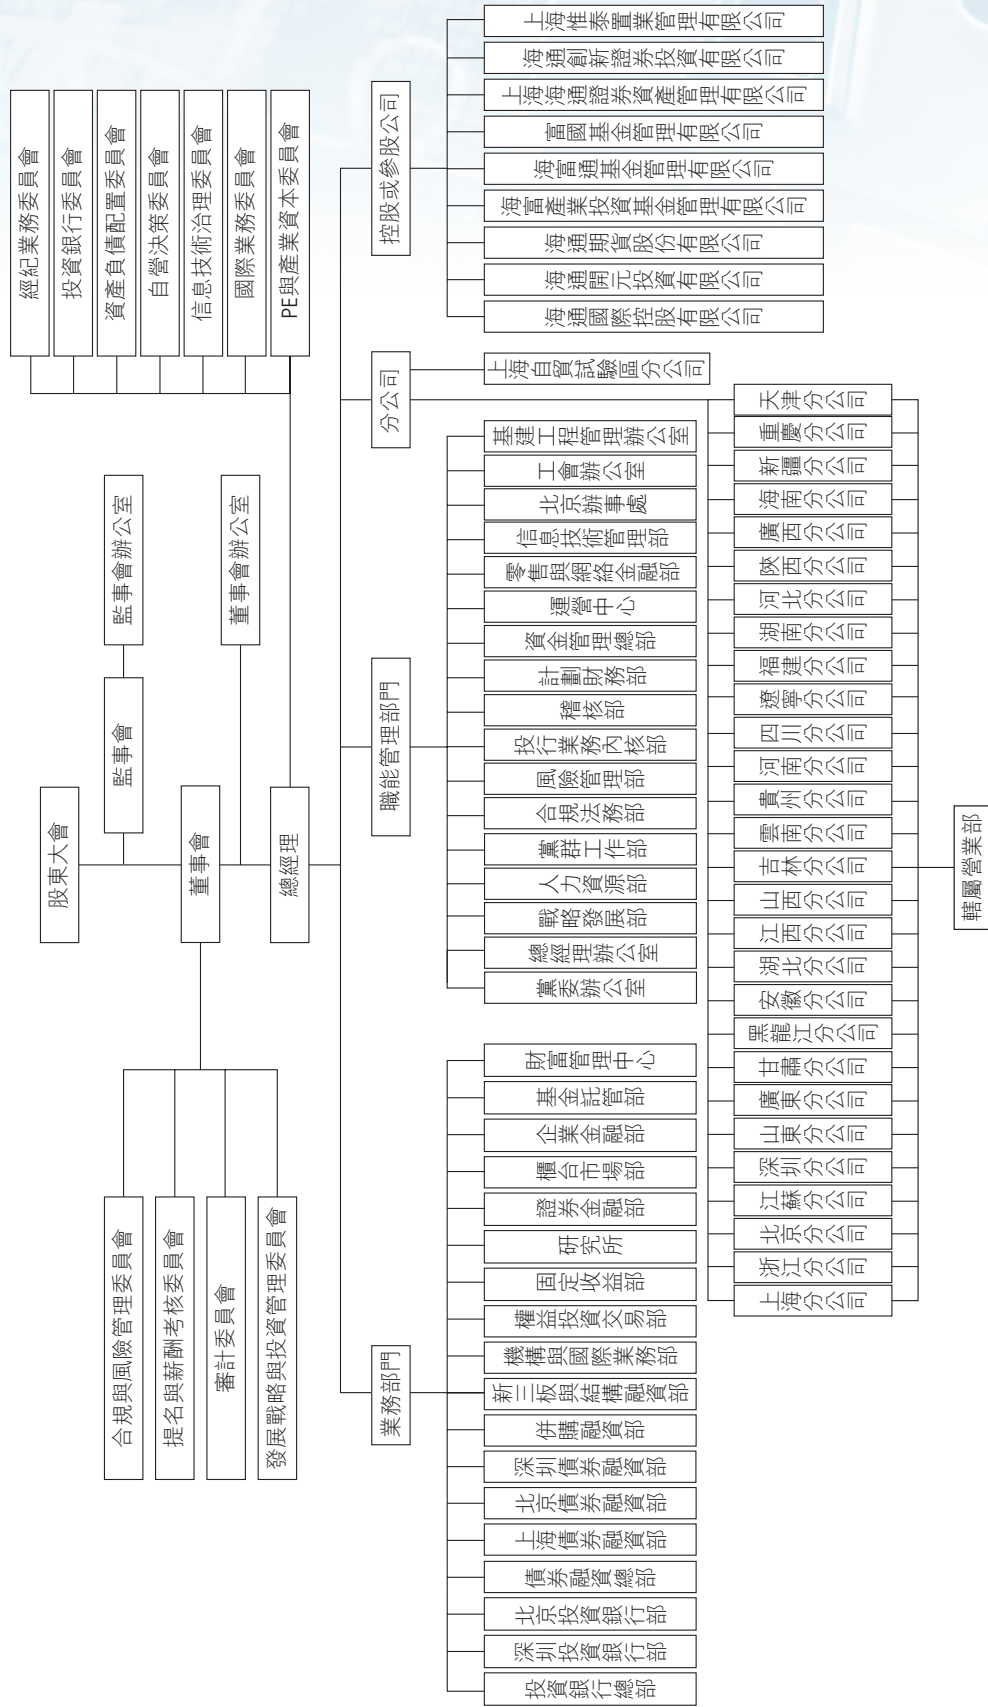 股東大會
監事會
監事會辦公室
董事會
董事會辦公室
總經理
合規與風險管理委員會
提名與薪酬考核委員會
審計委員會
發展戰略與投資管理委員會
經紀業務委員會
投資銀行委員會
資產負債配置委員會
自營決策委員會
信息技術治理委員會
國際業務委員會
PE與產業資本委員會
業務部門
職能管理部門
分公司
控股或參股公司
投資銀行總部
深圳投資銀行部
北京投資銀行部
債券融資總部
上海債券融資部
北京債券融資部
深圳債券融資部
併購融資部
新三板與結構融資部
機構與國際業務部
權益投資交易部
固定收益部
研究所
證券金融部
櫃台市場部
企業金融部
基金託管部
財富管理中心
黨委辦公室
總經理辦公室
戰略發展部
人力資源部
黨群工作部
合規法務部
風險管理部
投行業務內核部
稽核部
計劃財務部
資金管理總部
運營中心
零售與網絡金融部
信息技術管理部
北京辦事處
工會辦公室
基建工程管理辦公室
上海自貿試驗區分公司
海通國際控股有限公司
海通開元投資有限公司
海通期貨股份有限公司
海富產業投資基金管理有限公司
海富通基金管理有限公司
富國基金管理有限公司
上海海通證券資產管理有限公司
海通創新證券投資有限公司
上海惟泰置業管理有限公司
上海分公司
浙江分公司
北京分公司
江蘇分公司
深圳分公司
山東分公司
廣東分公司
甘肅分公司
黑龍江分公司
安徽分公司
湖北分公司
江西分公司
山西分公司
吉林分公司
雲南分公司
貴州分公司
河南分公司
四川分公司
遼寧分公司
福建分公司
湖南分公司
河北分公司
陝西分公司
廣西分公司
海南分公司
新疆分公司
重慶分公司
天津分公司
轄屬營業部